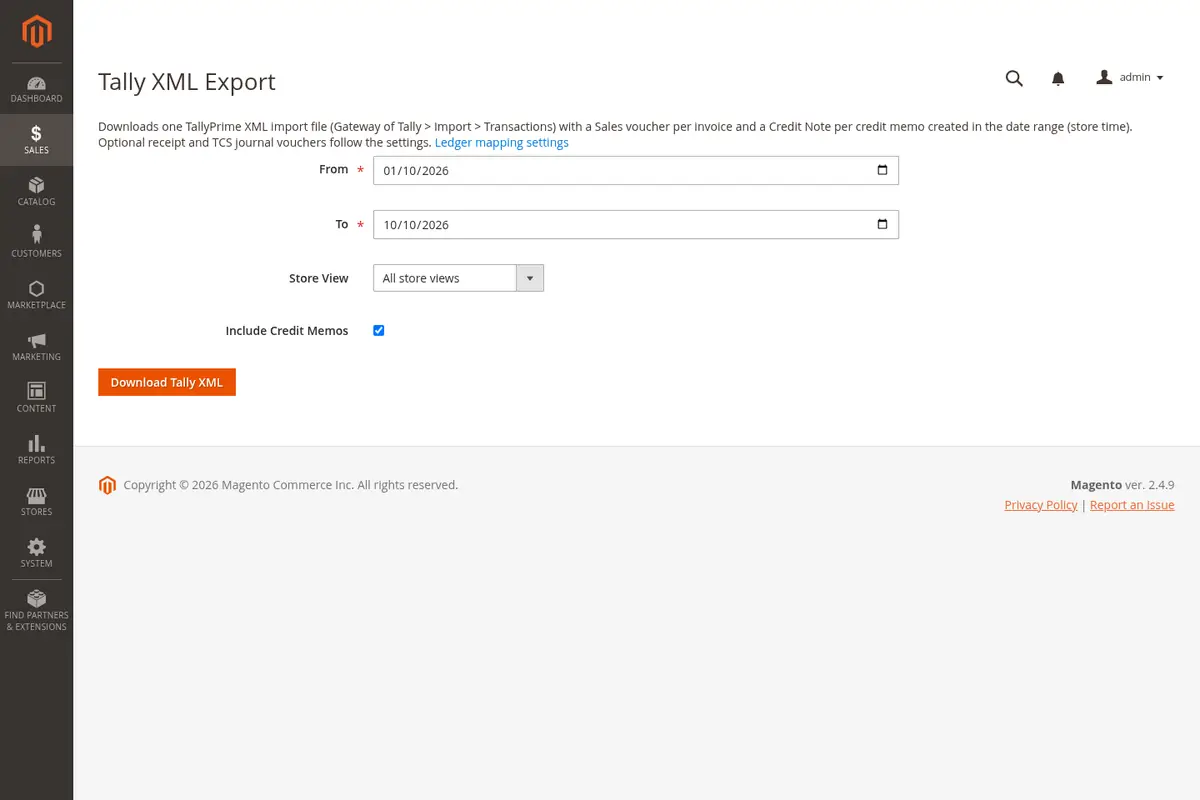 Tally XML Export
admin
DASHBOARD
SALES
CATALOG
CUSTOMERS
MARKETPLACE
MARKETING
CONTENT
REPORTS
STORES
SYSTEM
FIND PARTNERS
& EXTENSIONS
Downloads one TallyPrime XML import file (Gateway of Tally > Import > Transactions) with a Sales voucher per invoice and a Credit Note per credit memo created in the date range (store time).
Optional receipt and TCS journal vouchers follow the settings. Ledger mapping settings
From * 01/10/2026
To * 10/10/2026
Store View All store views
Include Credit Memos
Download Tally XML
Copyright © 2026 Magento Commerce Inc. All rights reserved.
Magento ver. 2.4.9
Privacy Policy | Report an Issue